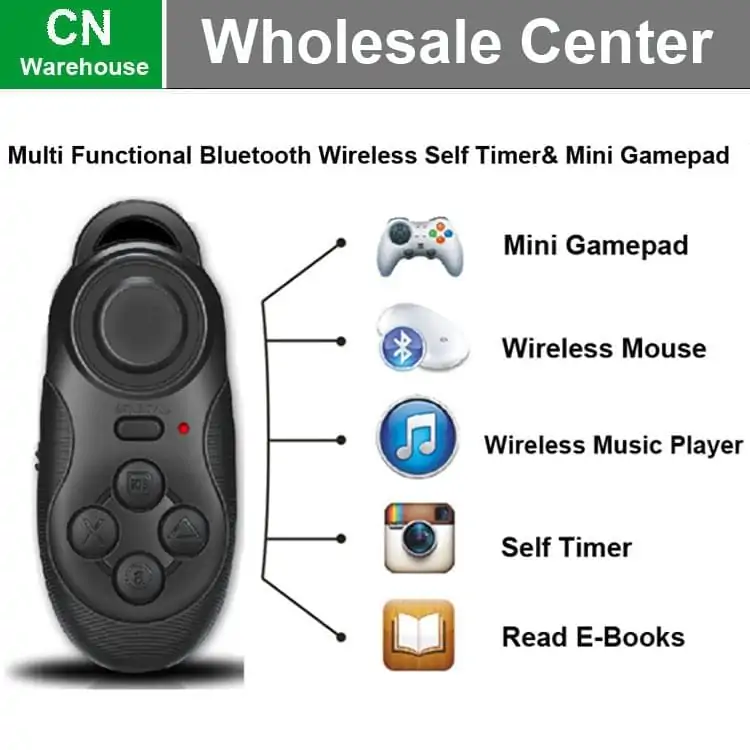 CN
Warehouse
Wholesale Center
Multi Functional Bluetooth Wireless Self Timer& Mini Gamepad
Mini Gamepad
Wireless Mouse
Wireless Music Player
Self Timer
Read E-Books
X